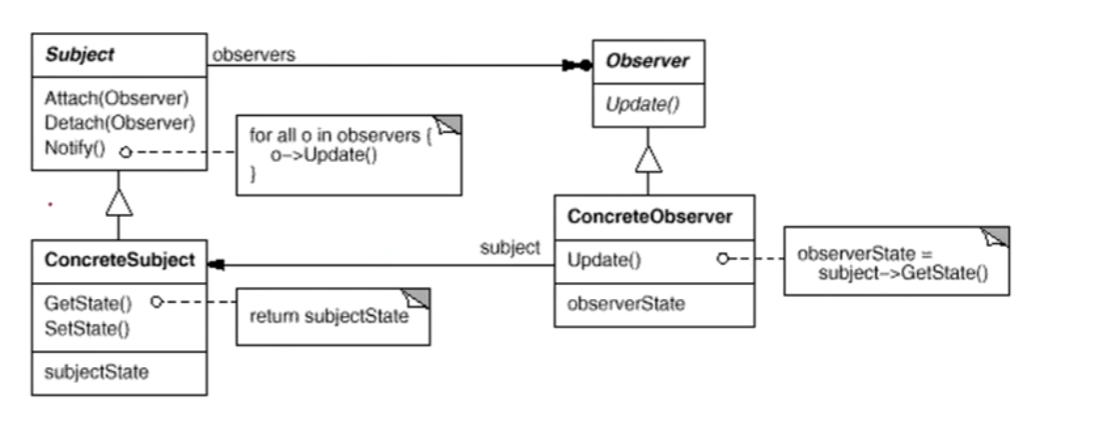 Subject
Attach(Observer)
Detach(Observer)
Notify()
observers
for all o in observers {
o->Update()
}
Observer
Update()
ConcreteSubject
GetState()
SetState()
subjectState
return subjectState
subject
ConcreteObserver
Update()
observerState
observerState =
subject->GetState()